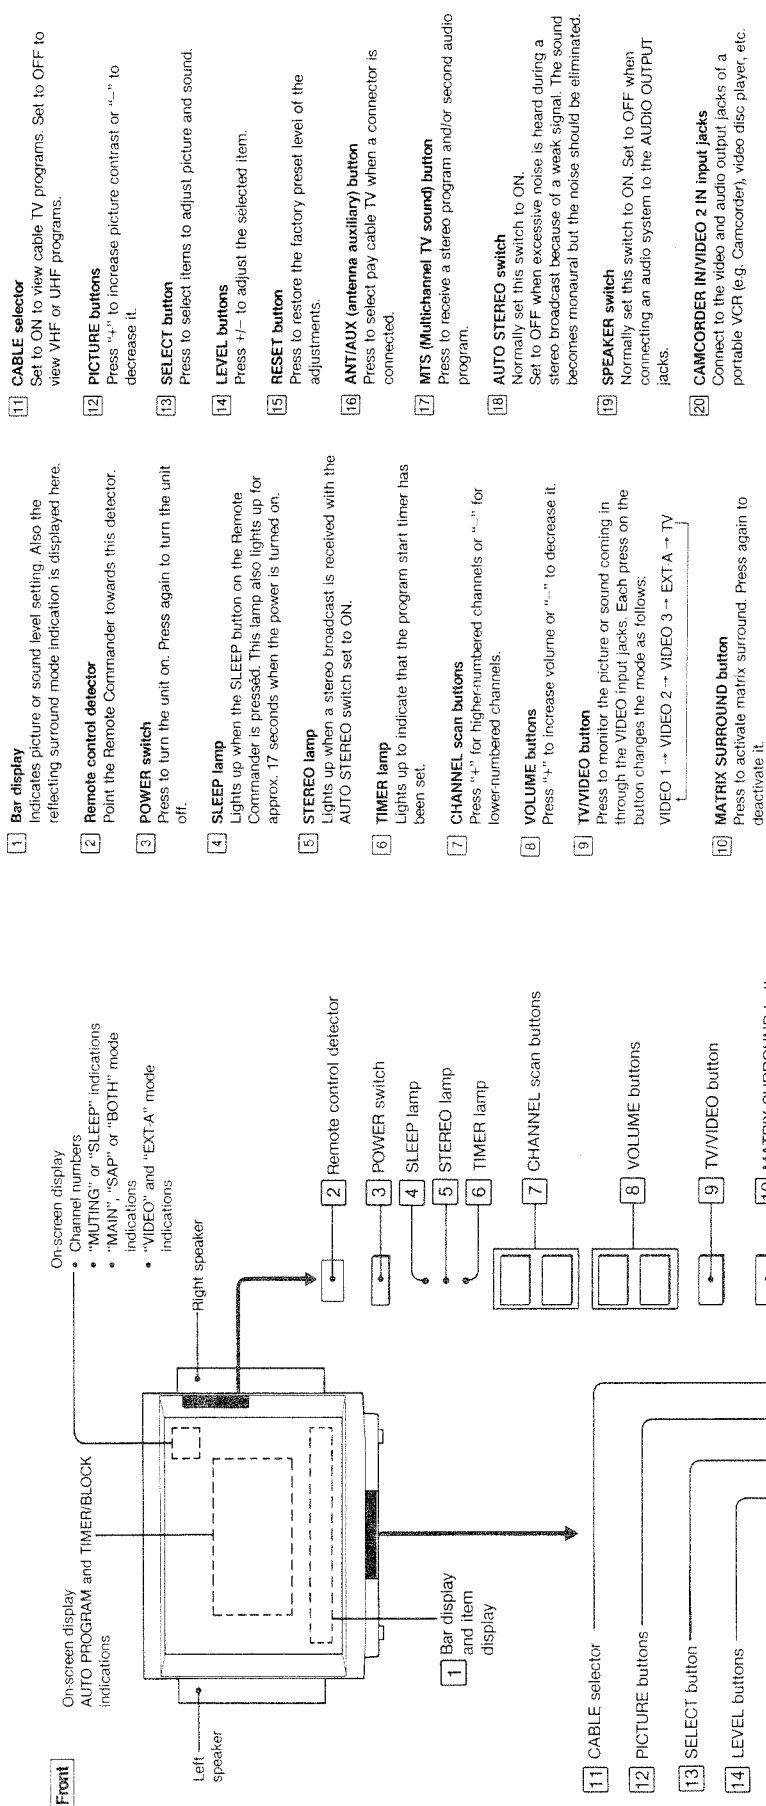 Front
On-screen display
AUTO PROGRAM and TIMER/BLOCK
indications
On-screen display
• Channel numbers
• "MUTING" or "SLEEP" indications
• "MAIN", "SAP" or "BOTH" mode
indications
• "VIDEO" and "EXT-A" mode
indications
Left
speaker
Right speaker
1 Bar display
and item
display
2 Remote control detector
3 POWER switch
4 SLEEP lamp
5 STEREO lamp
6 TIMER lamp
7 CHANNEL scan buttons
8 VOLUME buttons
9 TV/VIDEO button
11 CABLE selector
12 PICTURE buttons
13 SELECT button
14 LEVEL buttons
1 Bar display
Indicates picture or sound level setting. Also the
reflecting surround mode indication is displayed here.
2 Remote control detector
Point the Remote Commander towards this detector.
3 POWER switch
Press to turn the unit on. Press again to turn the unit
off.
4 SLEEP lamp
Lights up when the SLEEP button on the Remote
Commander is pressed. This lamp also lights up for
approx. 17 seconds when the power is turned on.
5 STEREO lamp
Lights up when a stereo broadcast is received with the
AUTO STEREO switch set to ON.
6 TIMER lamp
Lights up to indicate that the program start timer has
been set.
7 CHANNEL scan buttons
Press "+" for higher-numbered channels or "–" for
lower-numbered channels.
8 VOLUME buttons
Press "+" to increase volume or "–" to decrease it.
9 TV/VIDEO button
Press to monitor the picture or sound coming in
through the VIDEO input jacks. Each press on the
button changes the mode as follows:
VIDEO 1 → VIDEO 2 → VIDEO 3 → EXT-A → TV
10 MATRIX SURROUND button
Press to activate matrix surround. Press again to
deactivate it.
11 CABLE selector
Set to ON to view cable TV programs. Set to OFF to
view VHF or UHF programs.
12 PICTURE buttons
Press "+" to increase picture contrast or "–" to
decrease it.
13 SELECT button
Press to select items to adjust picture and sound.
14 LEVEL buttons
Press +/– to adjust the selected item.
15 RESET button
Press to restore the factory preset level of the
adjustments.
16 ANT/AUX (antenna auxiliary) button
Press to select pay cable TV when a connector is
connected.
17 MTS (Multichannel TV sound) button
Press to receive a stereo program and/or second audio
program.
18 AUTO STEREO switch
Normally set this switch to ON.
Set to OFF when excessive noise is heard during a
stereo broadcast because of a weak signal. The sound
becomes monaural but the noise should be eliminated.
19 SPEAKER switch
Normally set this switch to ON. Set to OFF when
connecting an audio system to the AUDIO OUTPUT
jacks.
20 CAMCORDER IN/VIDEO 2 IN input jacks
Connect to the video and audio output jacks of a
portable VCR (e.g. Camcorder), video disc player, etc.